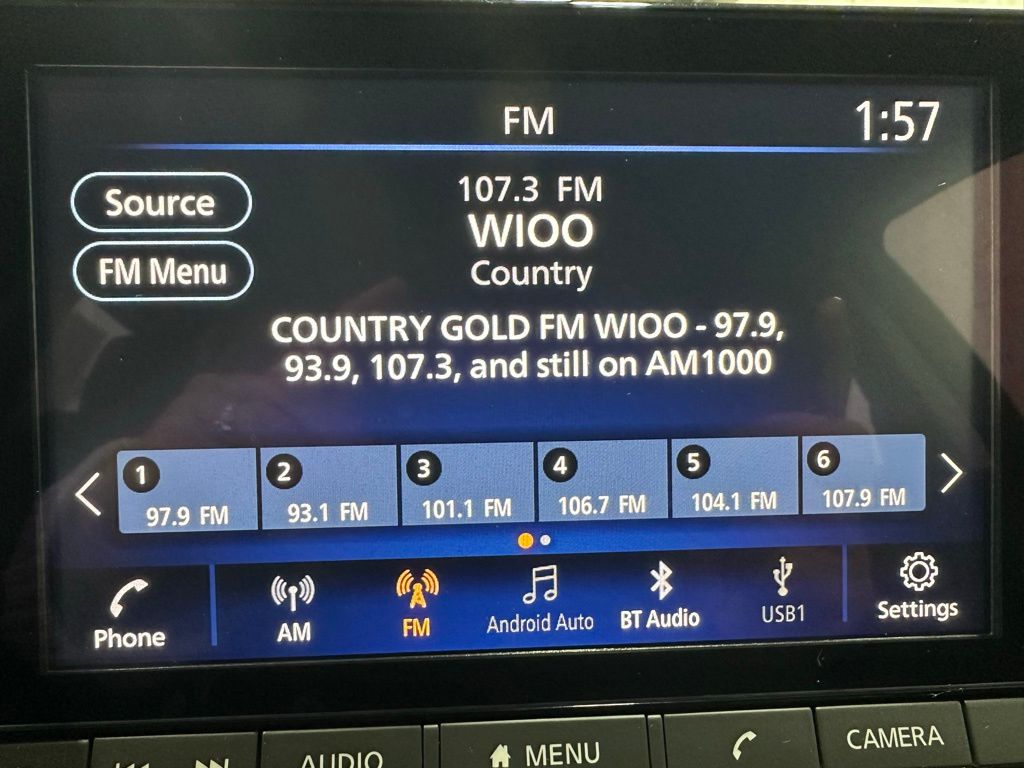 FM
1:57
Source
107.3 FM
WIOO
FM Menu
Country
COUNTRY GOLD FM WIOO - 97.9,
93.9, 107.3, and still on AM1000
1 2 3 4 5 6
97.9 FM 93.1 FM 101.1 FM 106.7 FM 104.1 FM 107.9 FM
Phone AM FM Android Auto BT Audio USB1 Settings
AUDIO MENU CAMERA